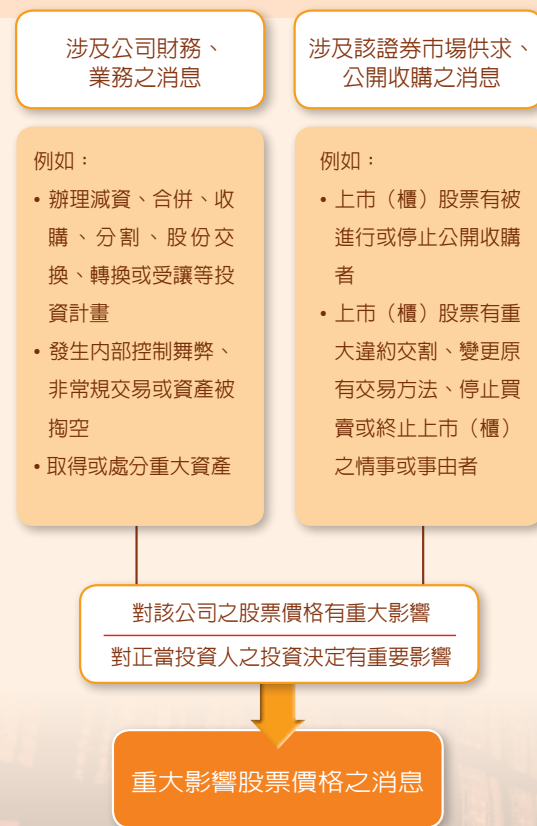 涉及公司財務、
業務之消息
例如：
• 辦理減資、合併、收
購、分割、股份交
換、轉換或受讓等投
資計畫
• 發生內部控制舞弊、
非常規交易或資產被
掏空
• 取得或處分重大資產
涉及該證券市場供求、
公開收購之消息
例如：
• 上市（櫃）股票有被
進行或停止公開收購
者
• 上市（櫃）股票有重
大違約交割、變更原
有交易方法、停止買
賣或終止上市（櫃）
之情事或事由者
對該公司之股票價格有重大影響
對正當投資人之投資決定有重要影響
重大影響股票價格之消息